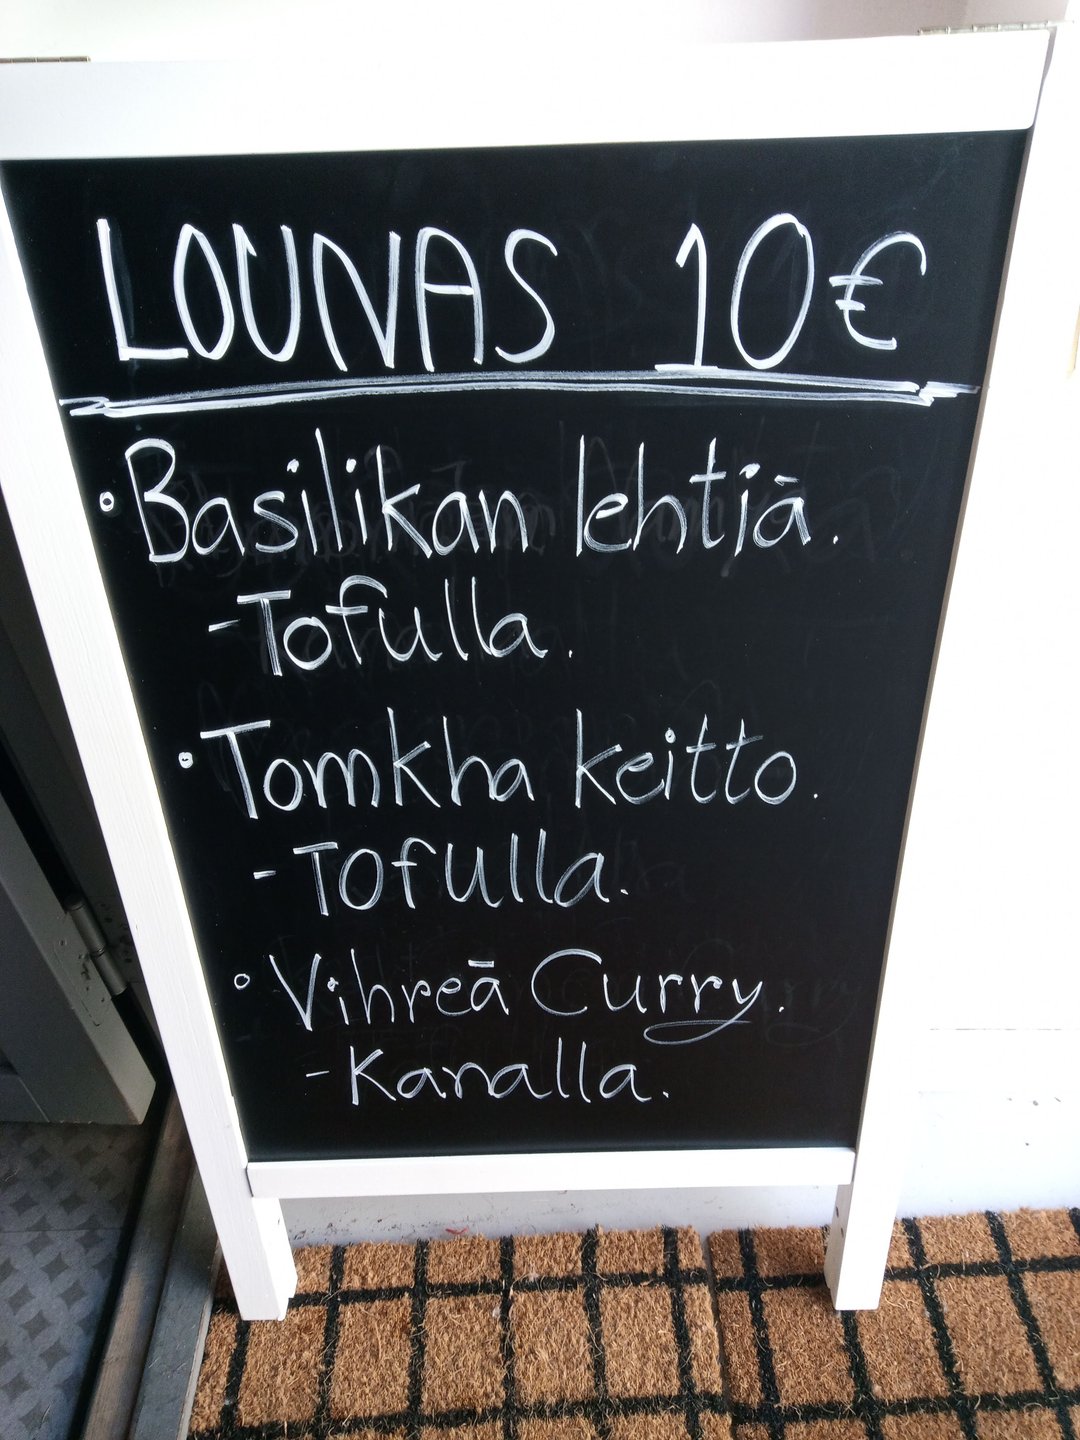 LOUNAS 10€
• Basilikan lehtiä.
- Tofulla.
• Tomkha keitto.
- Tofulla.
• Vihreä Curry.
- Kanalla.